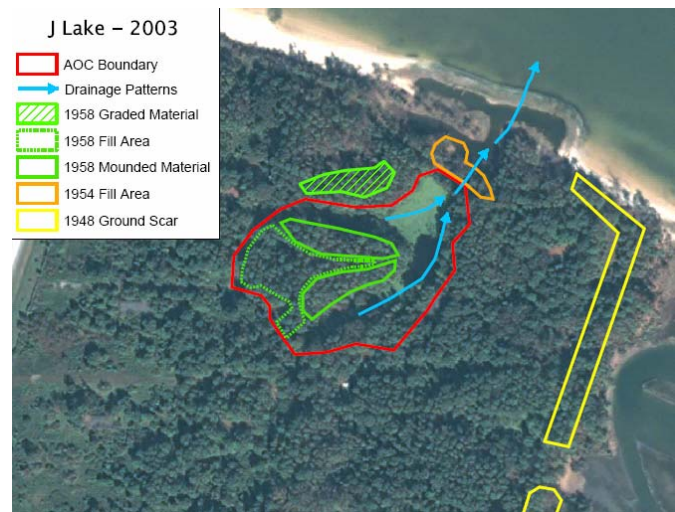 J Lake – 2003
AOC Boundary
Drainage Patterns
1958 Graded Material
1958 Fill Area
1958 Mounded Material
1954 Fill Area
1948 Ground Scar